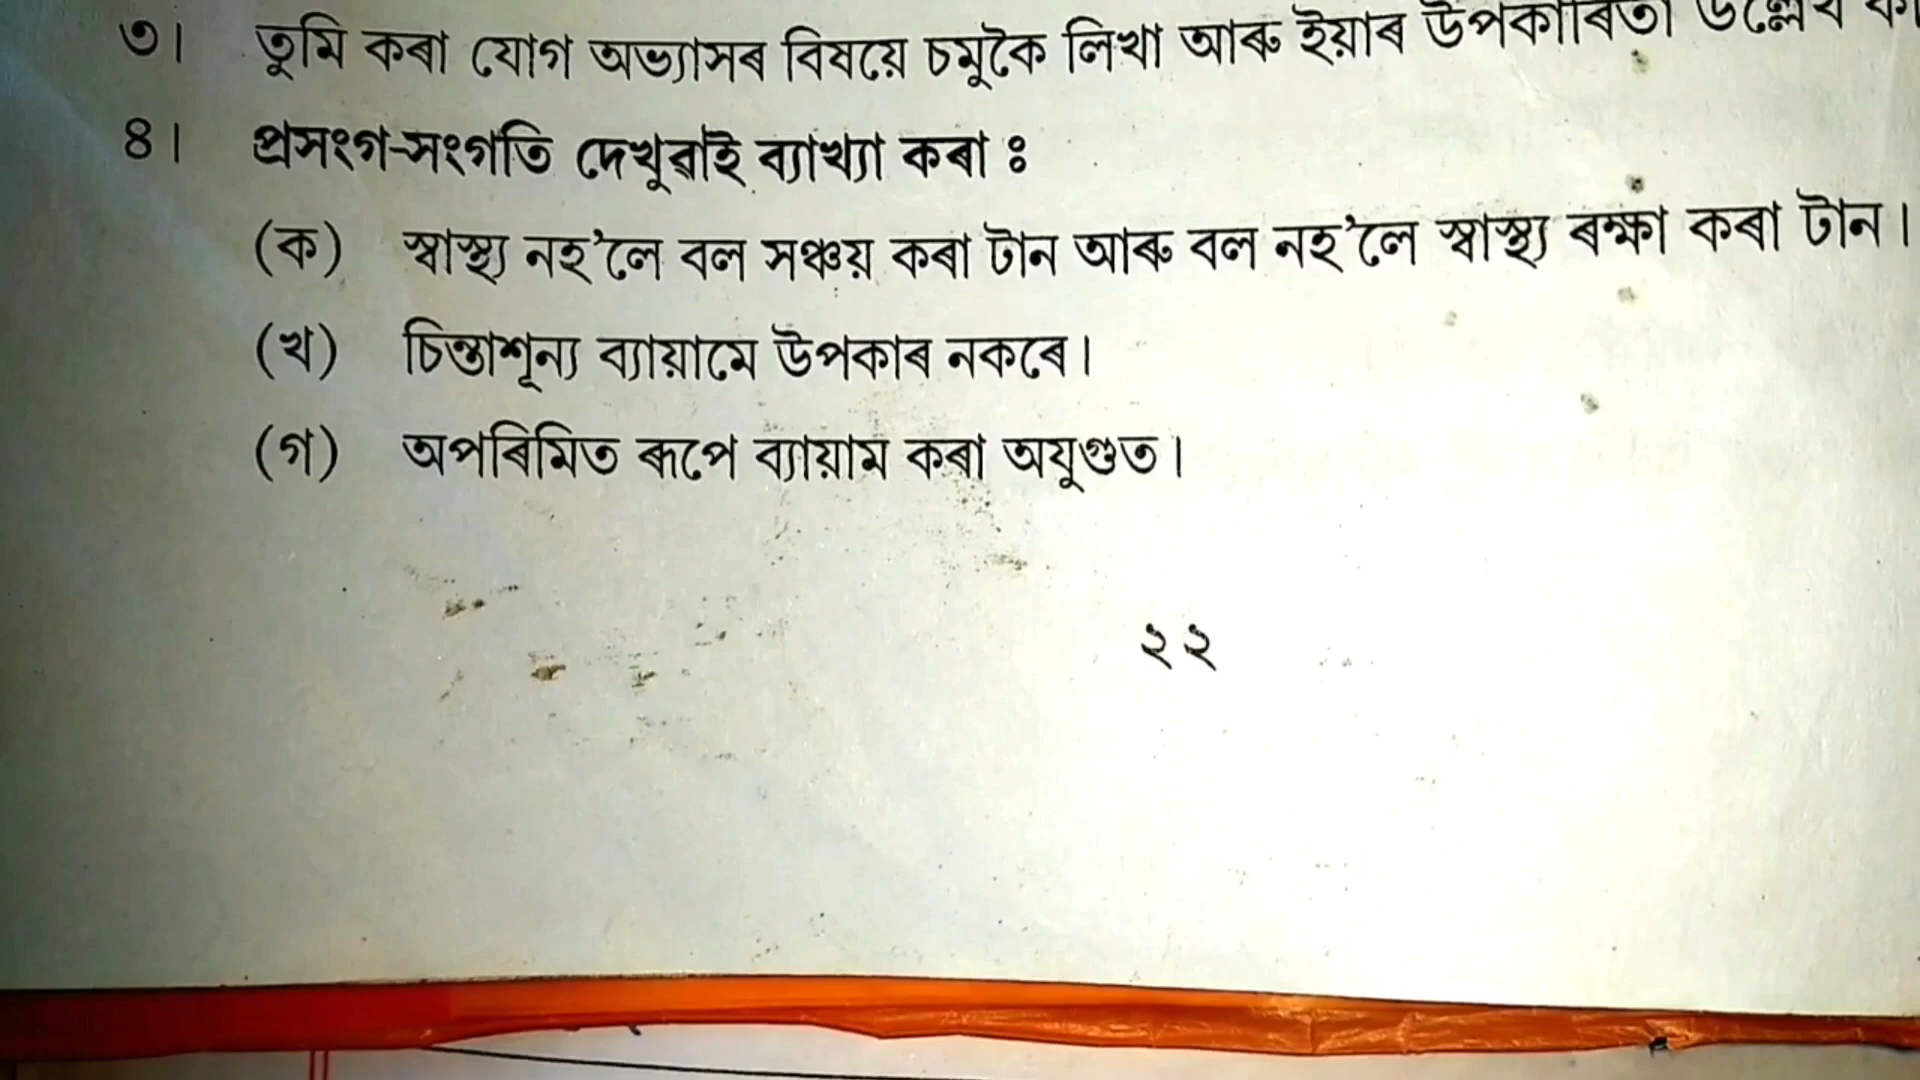 ৩। তুমি কৰা যোগ অভ্যাসৰ বিষয়ে চমুকৈ লিখা আৰু ইয়াৰ উপকাৰিতা উল্লেখ
৪। প্ৰসংগ-সংগতি দেখুৱাই ব্যাখ্যা কৰা ঃ
(ক) স্বাস্থ্য নহ’লে বল সঞ্চয় কৰা টান আৰু বল নহ’লে স্বাস্থ্য ৰক্ষা কৰা টান।
(খ) চিন্তাশূন্য ব্যায়ামে উপকাৰ নকৰে।
(গ) অপৰিমিত ৰূপে ব্যায়াম কৰা অযুগুত।
২২